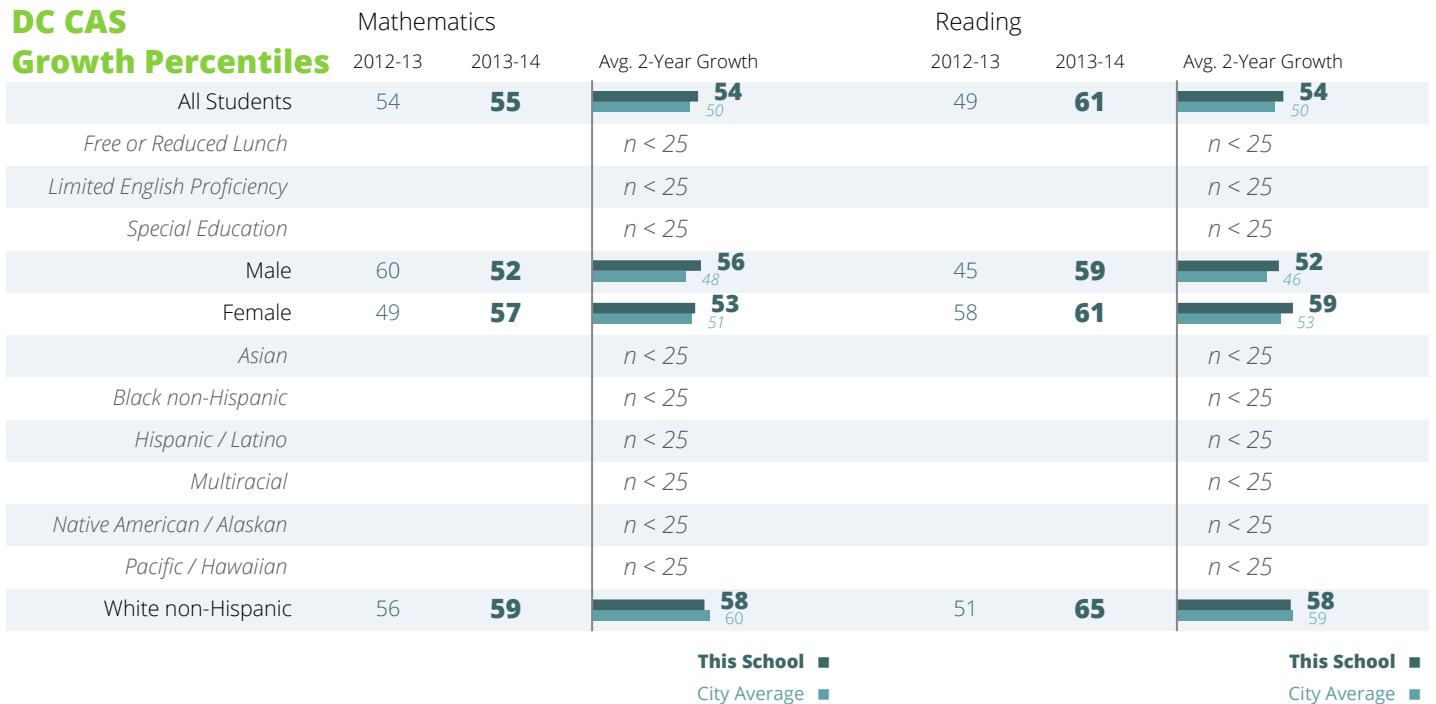 DC CAS
Growth Percentiles
Mathematics Reading
2012-13 2013-14 Avg. 2-Year Growth 2012-13 2013-14 Avg. 2-Year Growth
All Students 54 55 54 50 49 61 54 50
Free or Reduced Lunch n < 25 n < 25
Limited English Proficiency n < 25 n < 25
Special Education n < 25 n < 25
Male 60 52 56 48 45 59 52 46
Female 49 57 53 51 58 61 59 53
Asian n < 25 n < 25
Black non-Hispanic n < 25 n < 25
Hispanic / Latino n < 25 n < 25
Multiracial n < 25 n < 25
Native American / Alaskan n < 25 n < 25
Pacific / Hawaiian n < 25 n < 25
White non-Hispanic 56 59 58 60 51 65 58 59
This School This School
City Average City Average